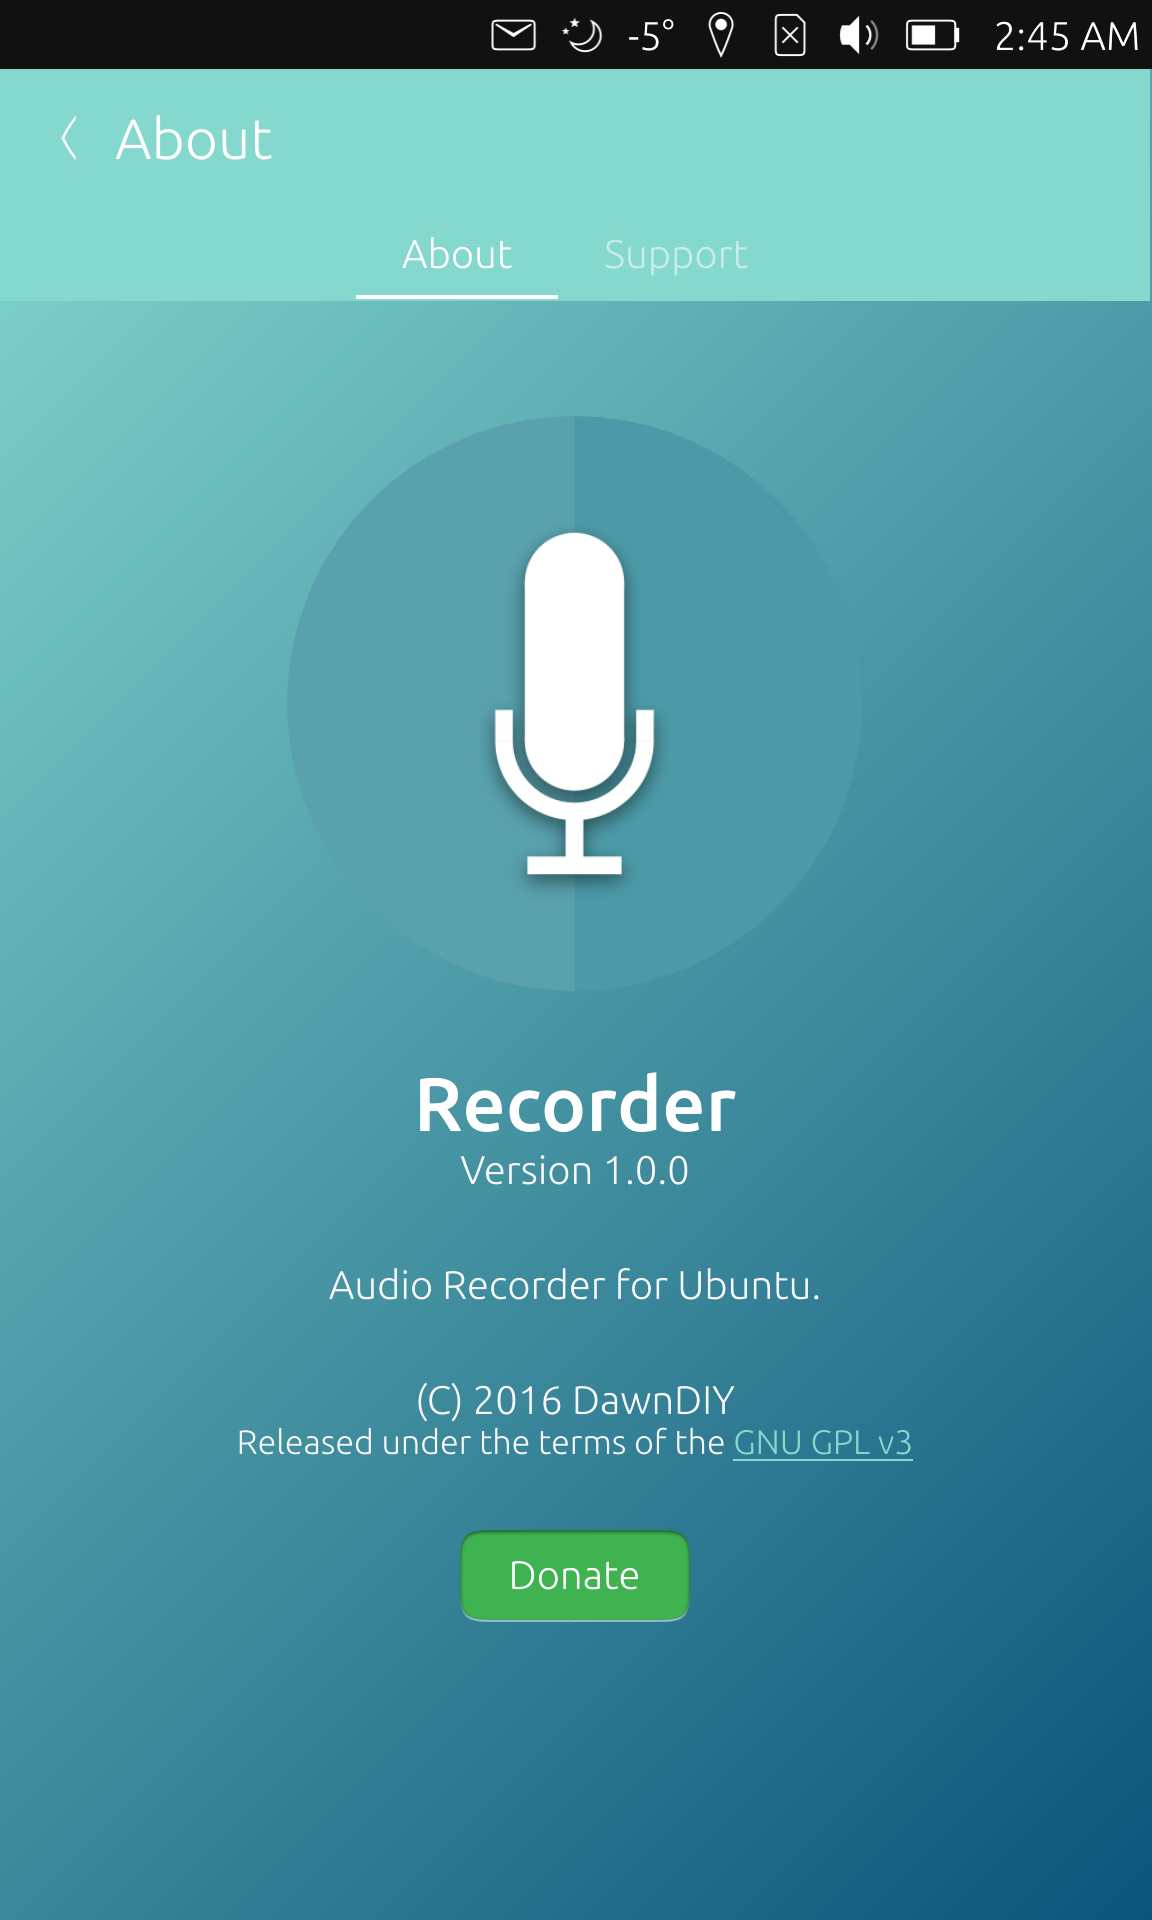 -5° 2:45 AM
About
About Support
Recorder
Version 1.0.0
Audio Recorder for Ubuntu.
(C) 2016 DawnDIY
Released under the terms of the GNU GPL v3
Donate